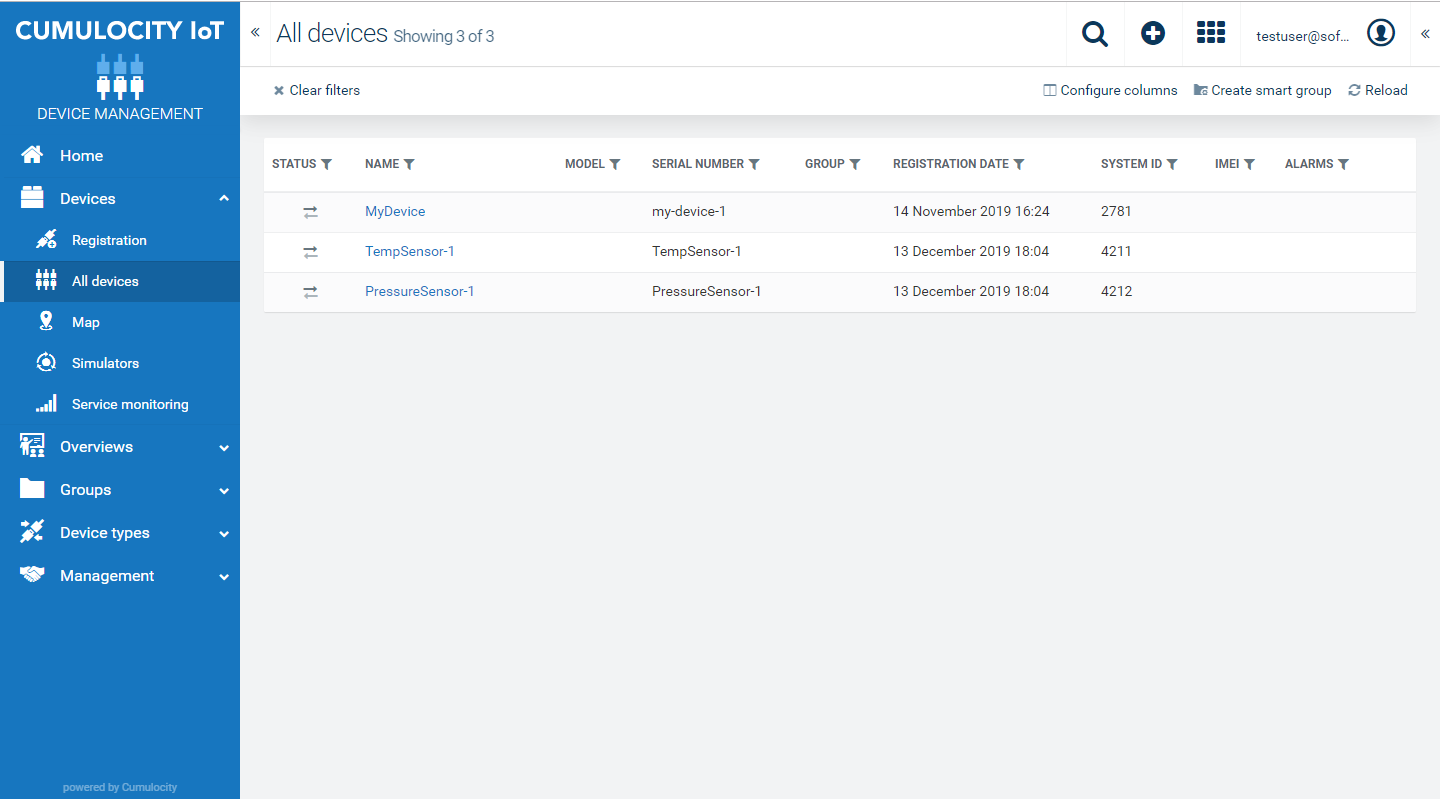 CUMULOCITY IoT
DEVICE MANAGEMENT
Home
Devices
Registration
All devices
Map
Simulators
Service monitoring
Overviews
Groups
Device types
Management
powered by Cumulocity
« All devices Showing 3 of 3 testuser@sof... «
Clear filters Configure columns Create smart group Reload
STATUS NAME MODEL SERIAL NUMBER GROUP REGISTRATION DATE SYSTEM ID IMEI ALARMS
MyDevice my-device-1 14 November 2019 16:24 2781
TempSensor-1 TempSensor-1 13 December 2019 18:04 4211
PressureSensor-1 PressureSensor-1 13 December 2019 18:04 4212